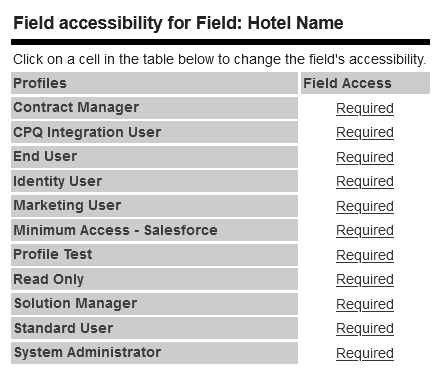 Field accessibility for Field: Hotel Name
Click on a cell in the table below to change the field's accessibility.
Profiles Field Access
Contract Manager Required
CPQ Integration User Required
End User Required
Identity User Required
Marketing User Required
Minimum Access - Salesforce Required
Profile Test Required
Read Only Required
Solution Manager Required
Standard User Required
System Administrator Required